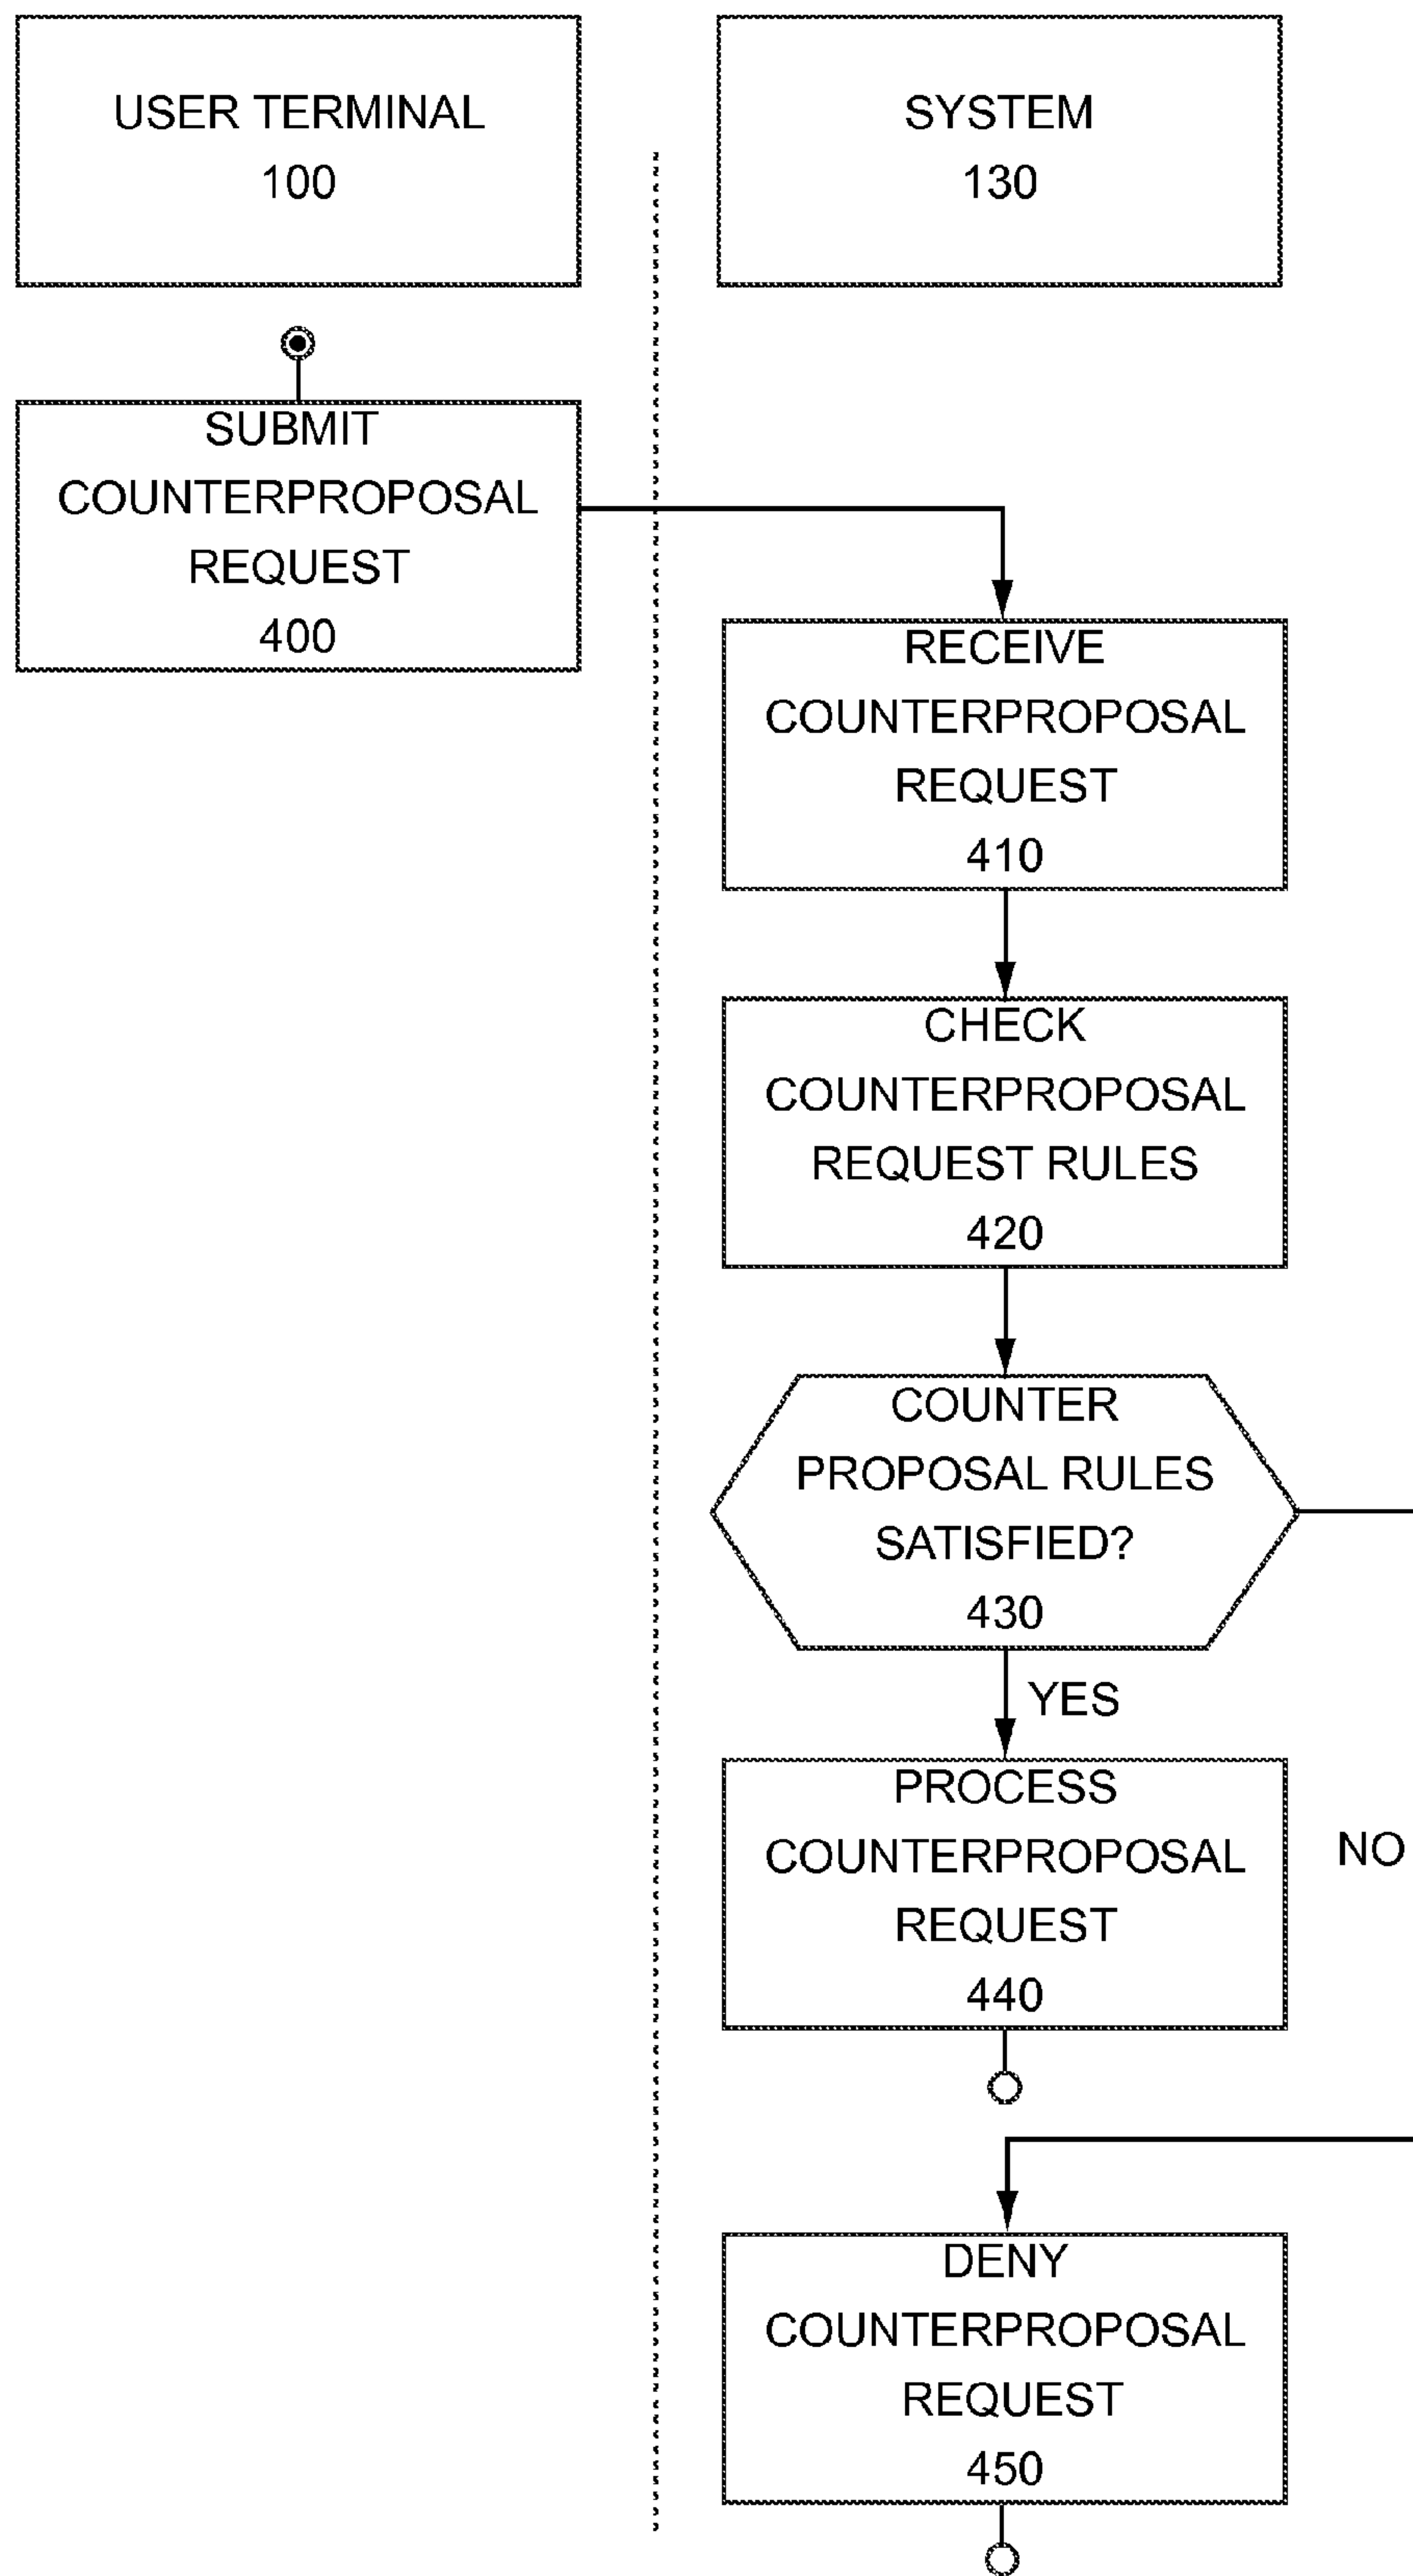 USER TERMINAL
100
SYSTEM
130
SUBMIT
COUNTERPROPOSAL
REQUEST
400
RECEIVE
COUNTERPROPOSAL
REQUEST
410
CHECK
COUNTERPROPOSAL
REQUEST RULES
420
COUNTER
PROPOSAL RULES
SATISFIED?
430
YES
PROCESS
COUNTERPROPOSAL
REQUEST
440
NO
DENY
COUNTERPROPOSAL
REQUEST
450